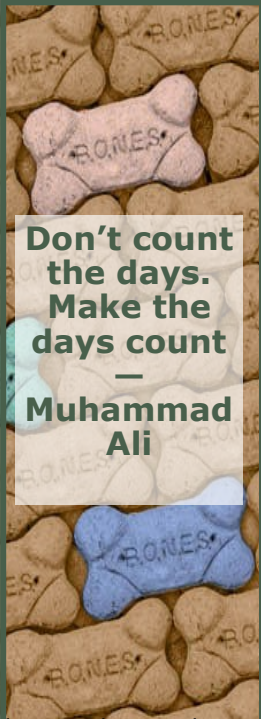 B.O.N.E.S.
B.O.N.E.S.
Don’t count
the days.
Make the
days count
—
Muhammad
Ali
B.O.N.E.S.
B.O.N.E.S.